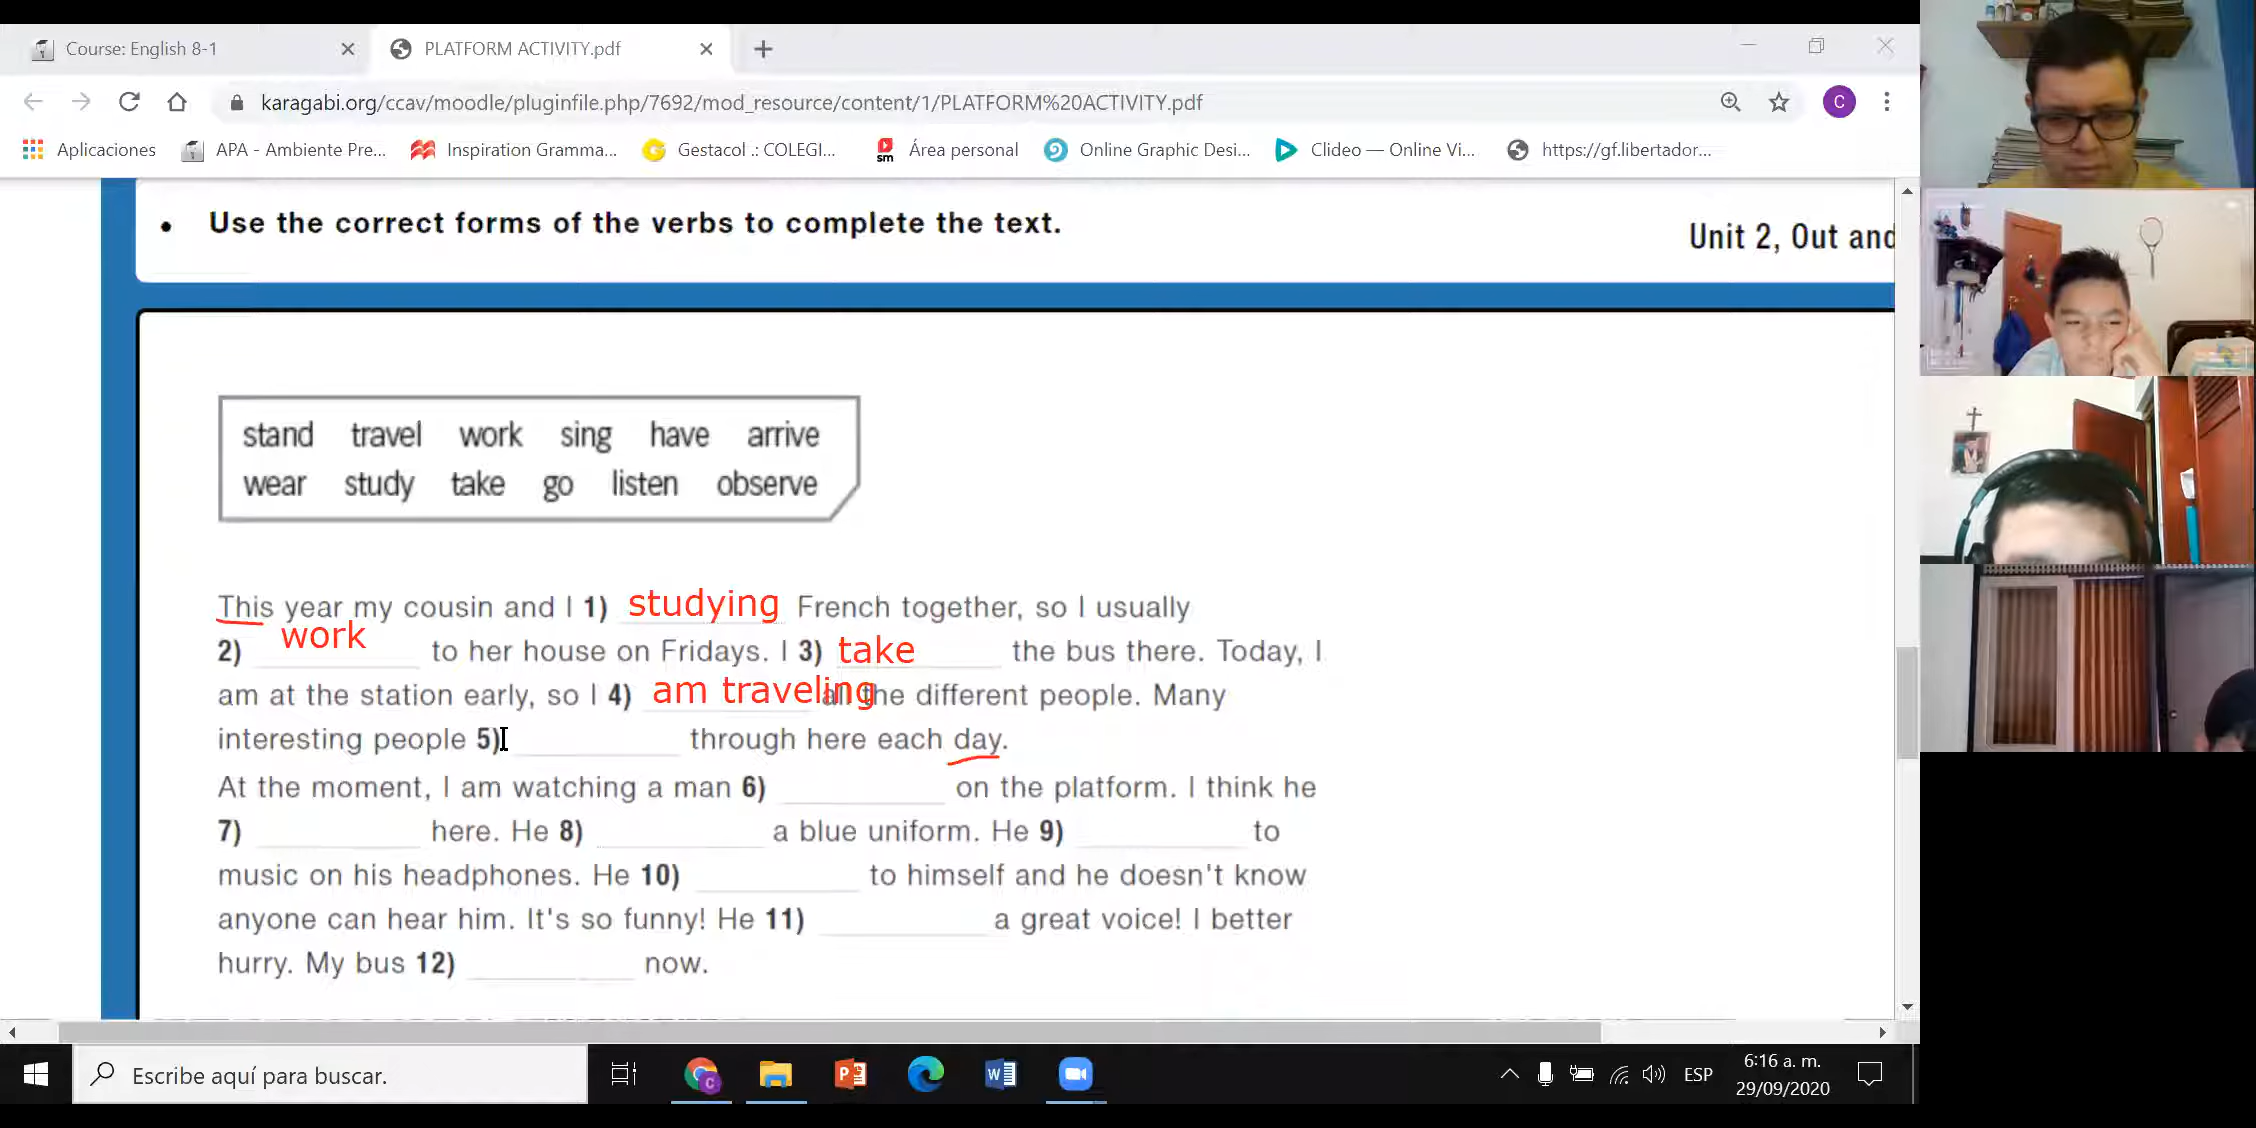 Course: English 8-1
PLATFORM ACTIVITY.pdf
karagabi.org/ccav/moodle/pluginfile.php/7692/mod_resource/content/1/PLATFORM%20ACTIVITY.pdf
C
Aplicaciones APA - Ambiente Pre... Inspiration Gramma... Gestacol .: COLEGI... sm Área personal Online Graphic Desi... Clideo — Online Vi... https://gf.libertador...
• Use the correct forms of the verbs to complete the text.
Unit 2, Out and
stand travel work sing have arrive
wear study take go listen observe
This year my cousin and I 1) studying French together, so I usually
2) work to her house on Fridays. I 3) take the bus there. Today, I
am at the station early, so I 4) am traveling all the different people. Many
interesting people 5) through here each day.
At the moment, I am watching a man 6) on the platform. I think he
7) here. He 8) a blue uniform. He 9) to
music on his headphones. He 10) to himself and he doesn't know
anyone can hear him. It's so funny! He 11) a great voice! I better
hurry. My bus 12) now.
Escribe aquí para buscar.
C
P
W
ESP
6:16 a. m.
29/09/2020